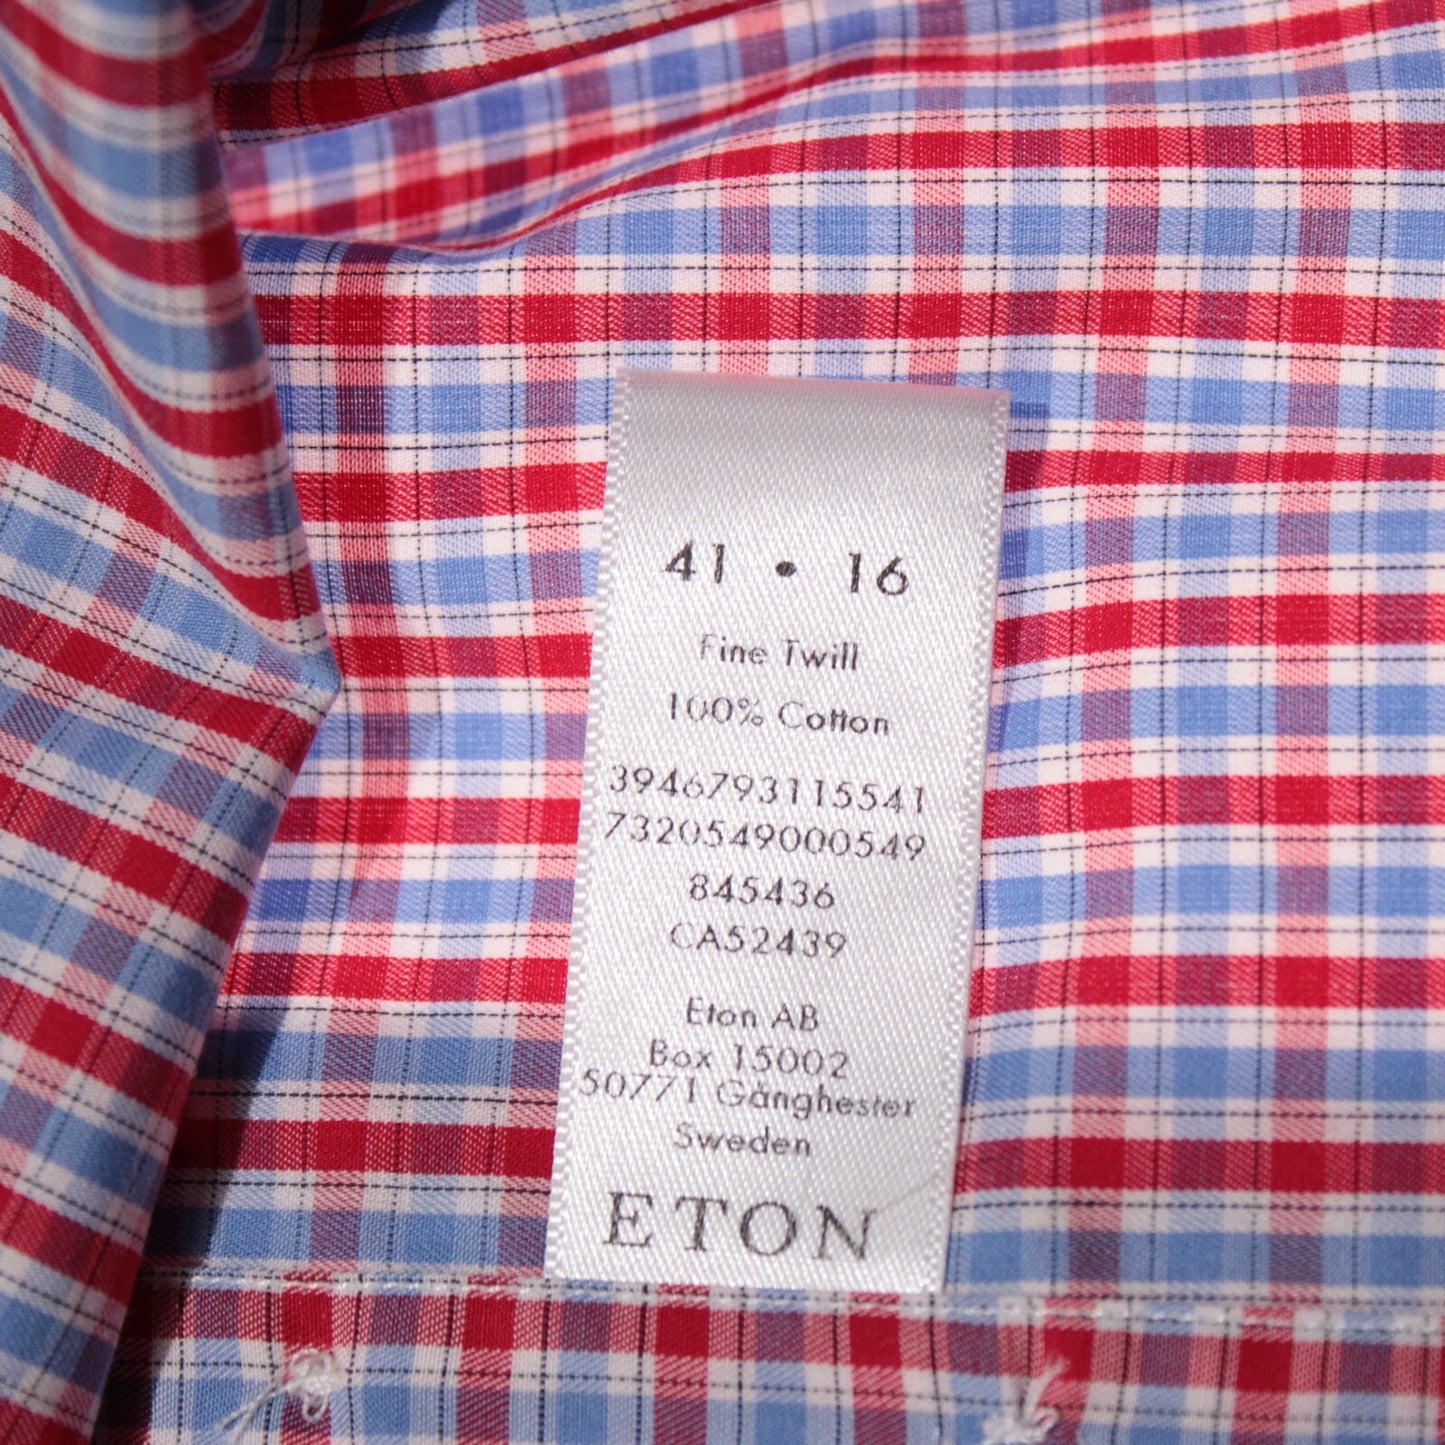 41 • 16
Fine Twill
100% Cotton
3946793115541
7320549000549
845436
CA52439
Eton AB
Box 15002
50771 Gånghester
Sweden
ETON